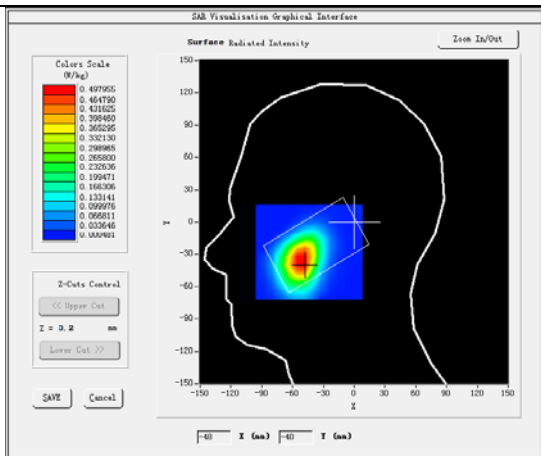 SAR Visualisation Graphical Interface
Surface Radiated Intensity
Zoom In/Out
Colors Scale
(W/kg)
0.497955
0.464790
0.431625
0.398460
0.365295
0.332130
0.298965
0.265800
0.232636
0.199471
0.166306
0.133141
0.099976
0.066811
0.033646
0.000481
Z-Cuts Control
<< Upper Cut
Z = 0.2 mm
Lower Cut >>
SAVE Cancel
150
120
90
60
30
0
-30
-60
-90
-120
-150
Y
-150 -120 -90 -60 -30 0 30 60 90 120 150
X
-48 X (mm) -40 Y (mm)